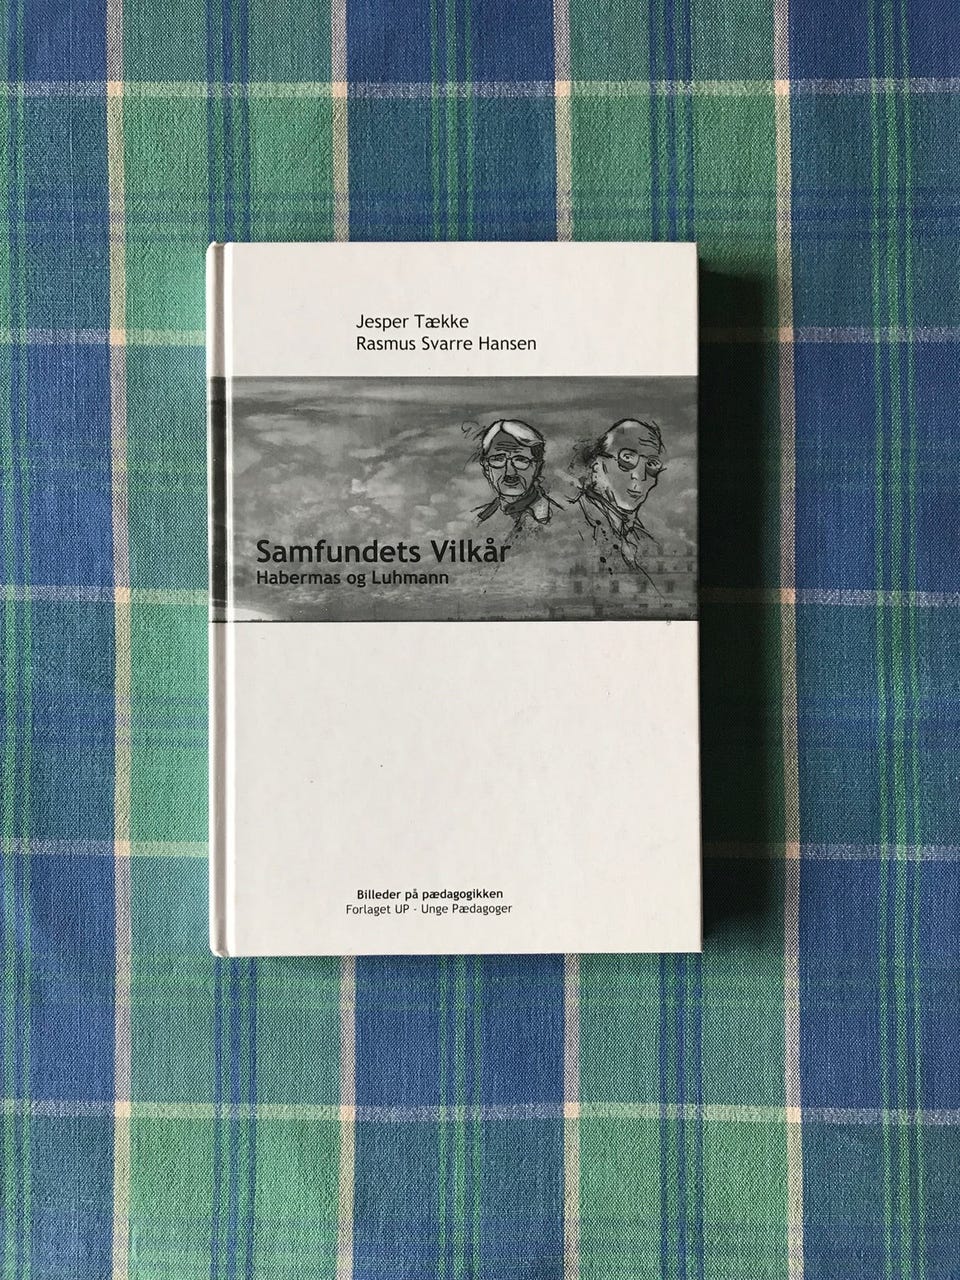 Jesper Tække
Rasmus Svarre Hansen
Samfundets Vilkår
Habermas og Luhmann
Billeder på pædagogikken
Forlaget UP - Unge Pædagoger